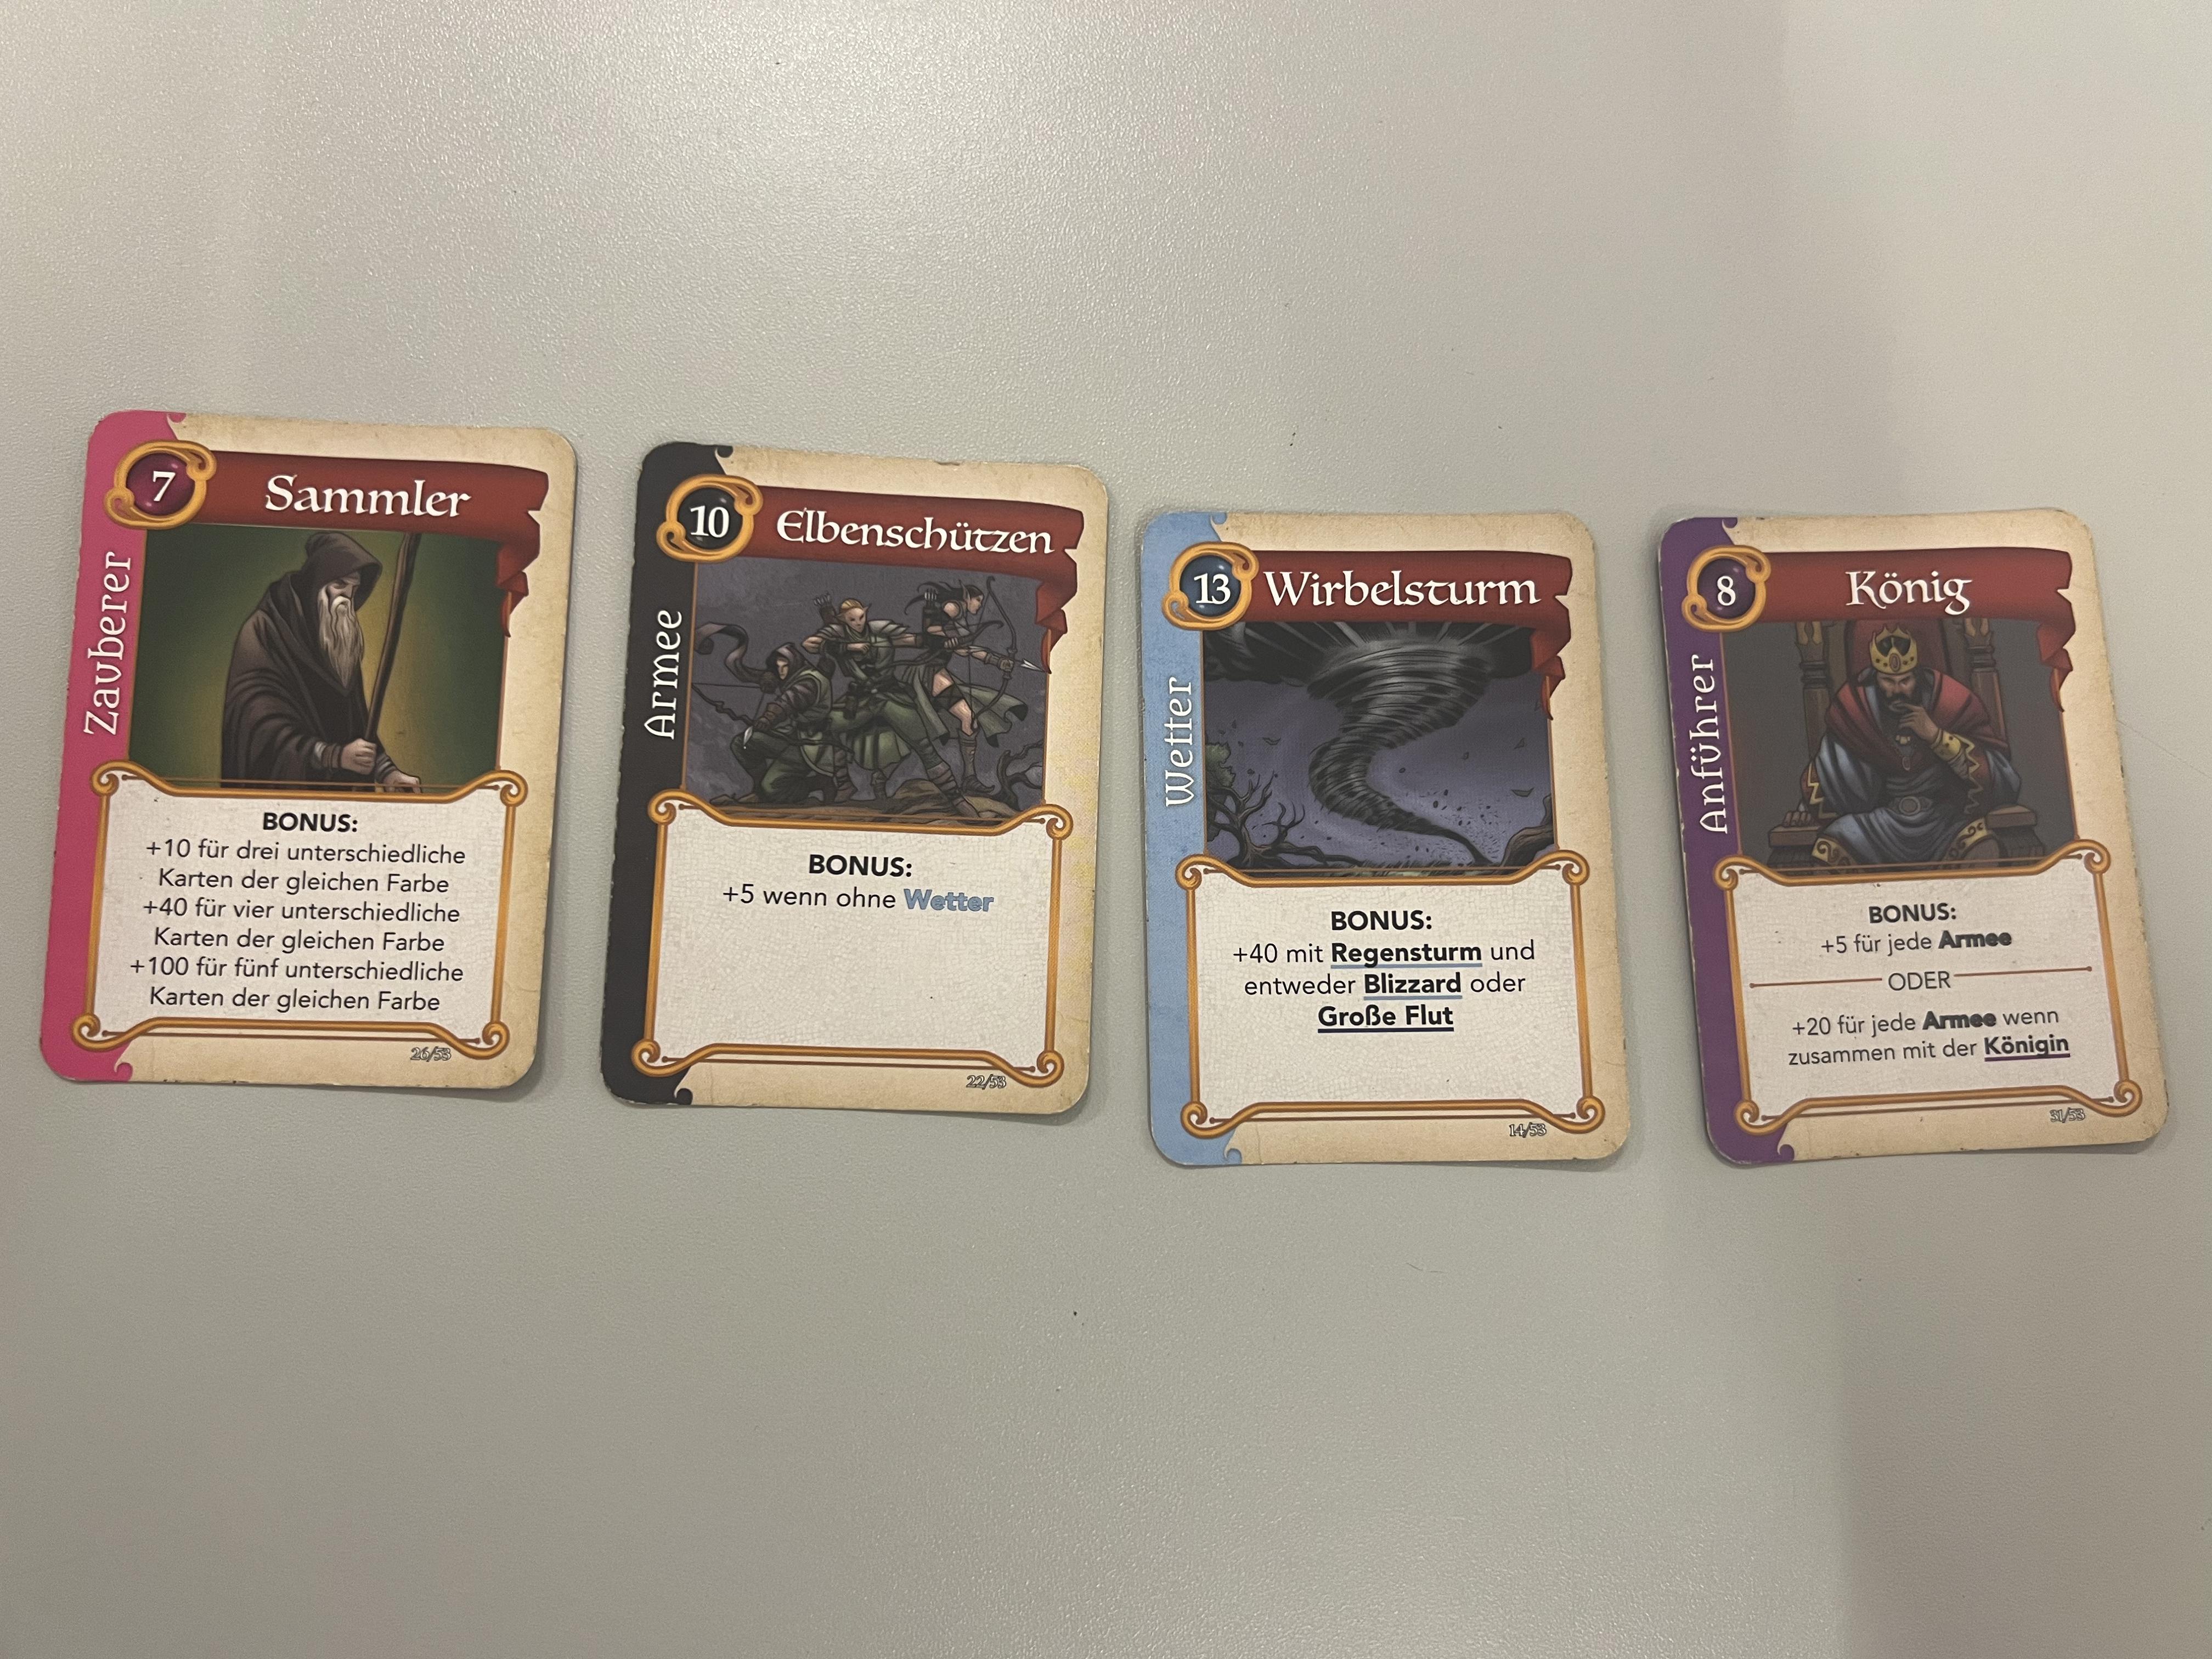 Zauberer
7
Sammler
BONUS:
+10 für drei unterschiedliche
Karten der gleichen Farbe
+40 für vier unterschiedliche
Karten der gleichen Farbe
+100 für fünf unterschiedliche
Karten der gleichen Farbe
26/53
Armee
10
Elbenschützen
BONUS:
+5 wenn ohne Wetter
22/53
Wetter
13
Wirbelsturm
BONUS:
+40 mit Regensturm und
entweder Blizzard oder
Große Flut
14/53
Anführer
8
König
BONUS:
+5 für jede Armee
ODER
+20 für jede Armee wenn
zusammen mit der Königin
31/53